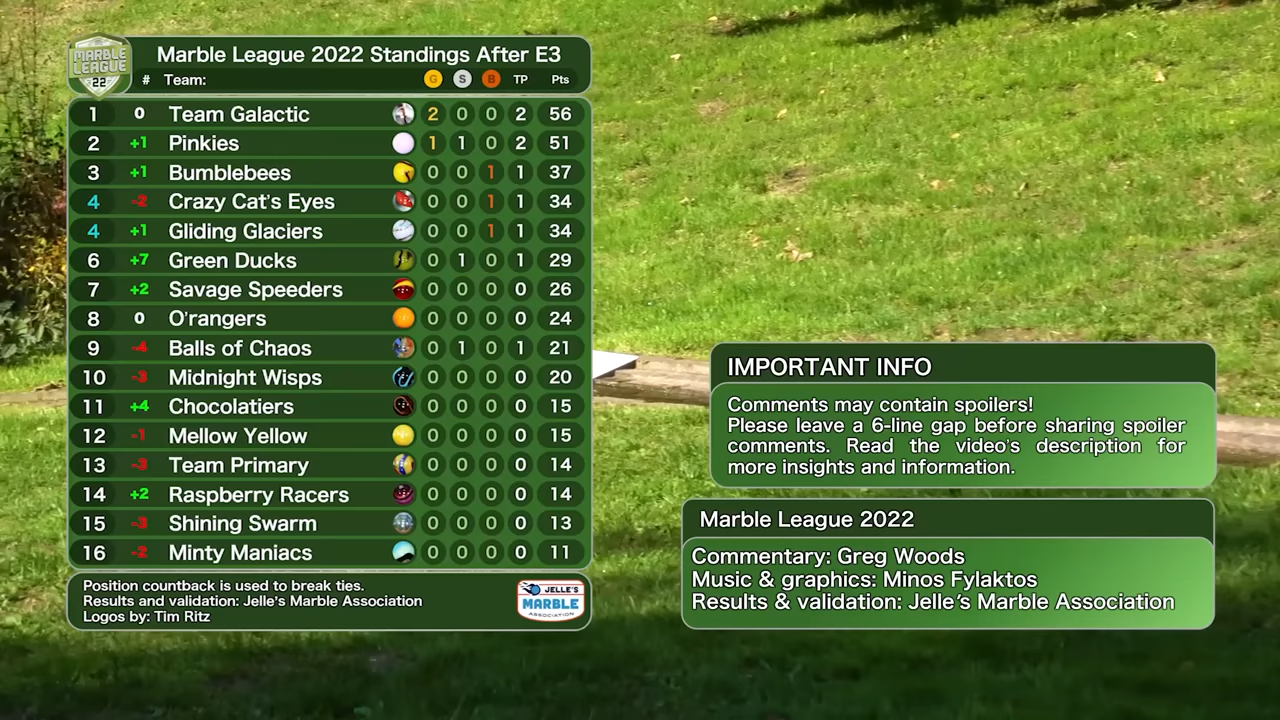 MARBLE LEAGUE 22
Marble League 2022 Standings After E3
# Team: G S B TP Pts
1 0 Team Galactic 2 0 0 2 56
2 +1 Pinkies 1 1 0 2 51
3 +1 Bumblebees 0 0 1 1 37
4 -2 Crazy Cat's Eyes 0 0 1 1 34
4 +1 Gliding Glaciers 0 0 1 1 34
6 +7 Green Ducks 0 1 0 1 29
7 +2 Savage Speeders 0 0 0 0 26
8 0 O'rangers 0 0 0 0 24
9 -4 Balls of Chaos 0 1 0 1 21
10 -3 Midnight Wisps 0 0 0 0 20
11 +4 Chocolatiers 0 0 0 0 15
12 -1 Mellow Yellow 0 0 0 0 15
13 -3 Team Primary 0 0 0 0 14
14 +2 Raspberry Racers 0 0 0 0 14
15 -3 Shining Swarm 0 0 0 0 13
16 -2 Minty Maniacs 0 0 0 0 11
Position countback is used to break ties.
Results and validation: Jelle's Marble Association
Logos by: Tim Ritz
JELLE'S
MARBLE
ASSOCIATION
IMPORTANT INFO
Comments may contain spoilers!
Please leave a 6-line gap before sharing spoiler
comments. Read the video's description for
more insights and information.
Marble League 2022
Commentary: Greg Woods
Music & graphics: Minos Fylaktos
Results & validation: Jelle's Marble Association